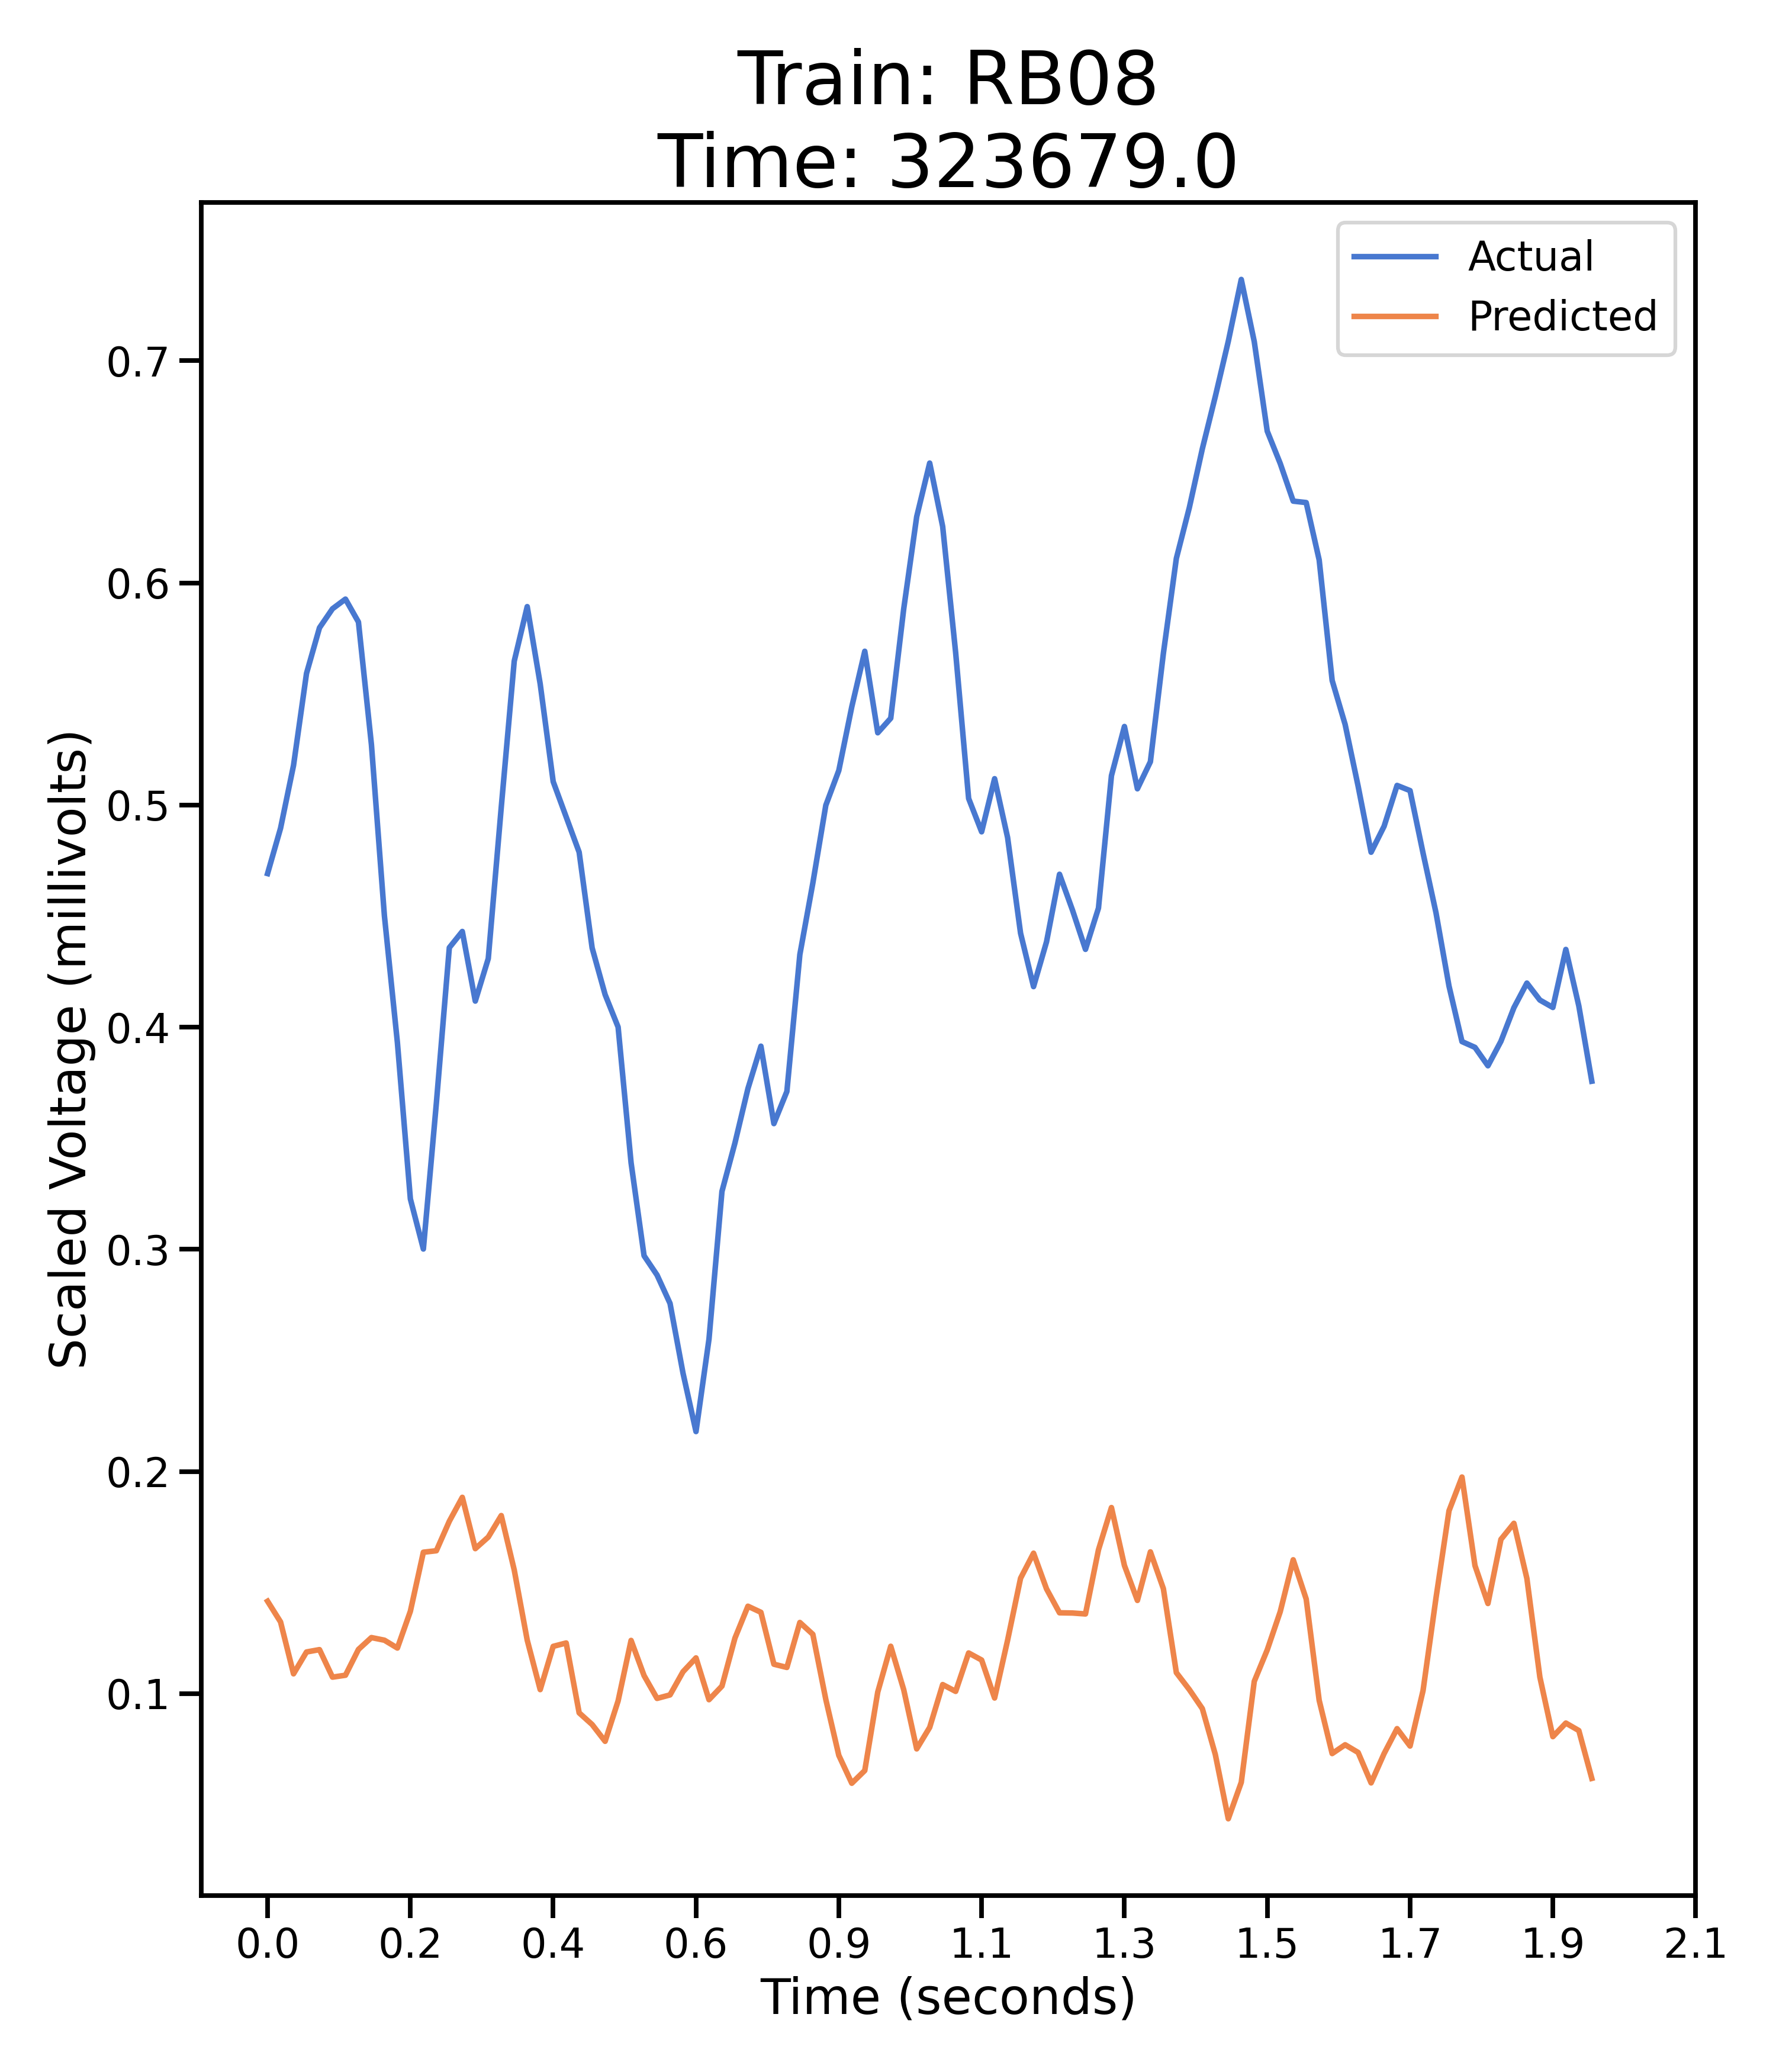 Train: RB08
Time: 323679.0
Actual
Predicted
Scaled Voltage (millivolts)
0.7
0.6
0.5
0.4
0.3
0.2
0.1
0.0 0.2 0.4 0.6 0.9 1.1 1.3 1.5 1.7 1.9 2.1
Time (seconds)